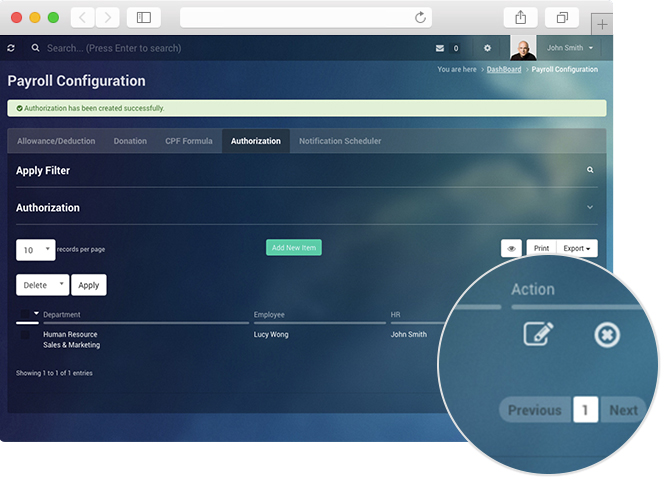 Search... (Press Enter to search)
0
John Smith
You are here › DashBoard › Payroll Configuration
Payroll Configuration
Authorization has been created successfully.
Allowance/Deduction Donation CPF Formula Authorization Notification Scheduler
Apply Filter
Authorization
10 records per page
Add New Item
Print Export
Delete Apply
Department Employee HR
Action
Human Resource Lucy Wong John Smith
Sales & Marketing
Showing 1 to 1 of 1 entries
Previous 1 Next